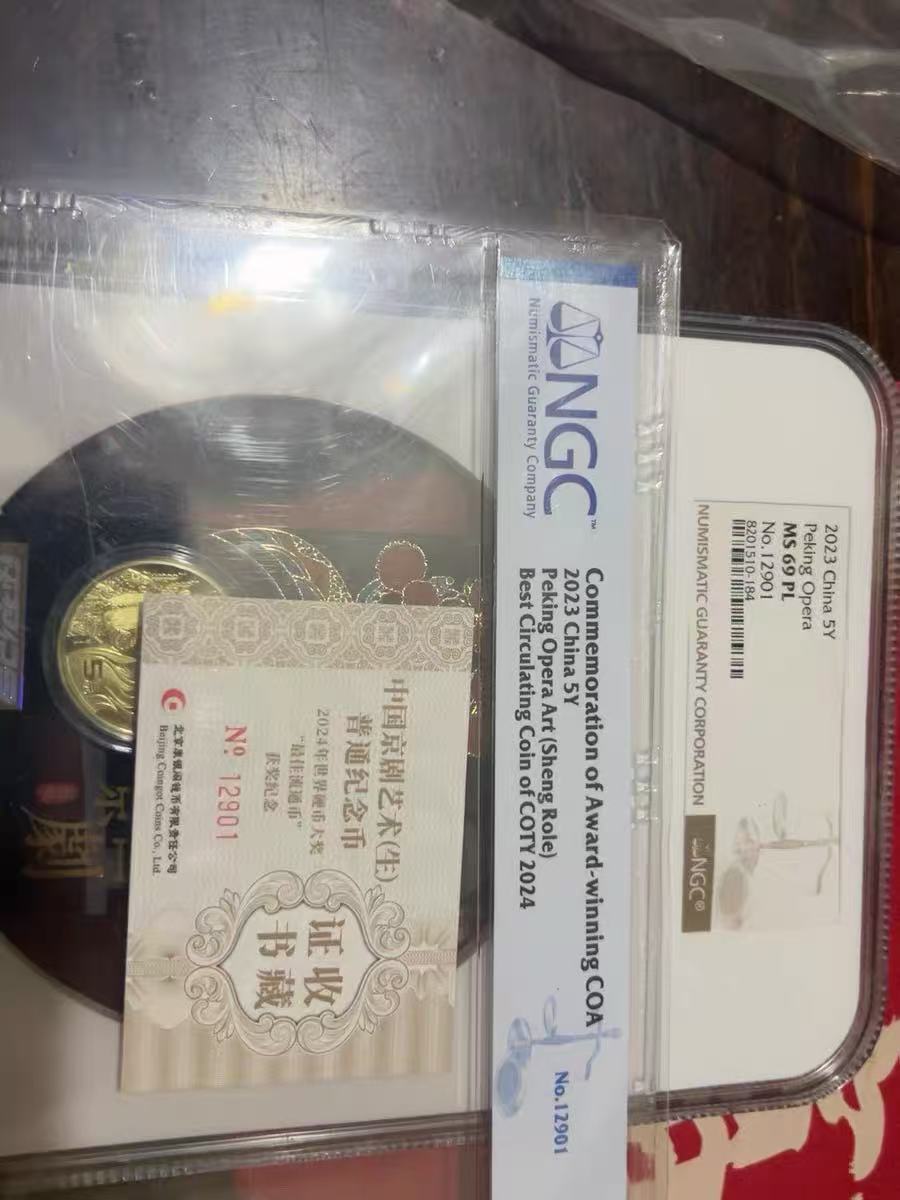 2023 China 5Y
Peking Opera
MS 69 PL
No.12901
8201510-184
NUMISMATIC GUARANTY CORPORATION
NGC®
NGC™
Numismatic Guaranty Company
Commemoration of Award-winning COA
2023 China 5Y
Peking Opera Art (Sheng Role)
Best Circulating Coin of COTY 2024
No.12901
中国京剧艺术(生)
普通纪念币
2024年世界硬币大奖
“最佳流通币”
获奖纪念
Nº 12901
北京康银阁钱币有限责任公司
Beijing Coingot Coins Co., Ltd.
收藏
证书
5